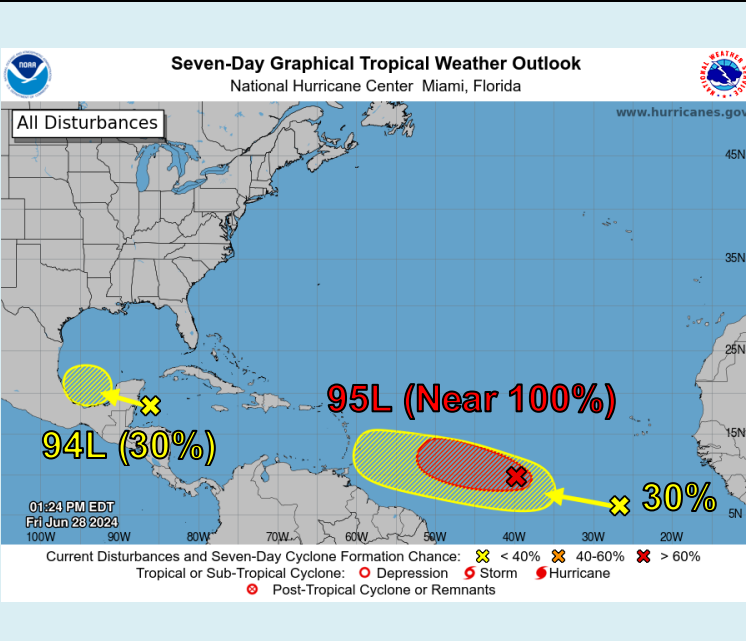 NOAA
Seven-Day Graphical Tropical Weather Outlook
National Hurricane Center  Miami, Florida
NATIONAL WEATHER
All Disturbances
www.hurricanes.gov
45N
35N
25N
95L (Near 100%)
15N
94L (30%)
30%
01:24 PM EDT
Fri Jun 28 2024
5N
100W 90W 80W 70W 60W 50W 40W 30W 20W
Current Disturbances and Seven-Day Cyclone Formation Chance: < 40% 40-60% > 60%
Tropical or Sub-Tropical Cyclone: Depression Storm Hurricane
Post-Tropical Cyclone or Remnants